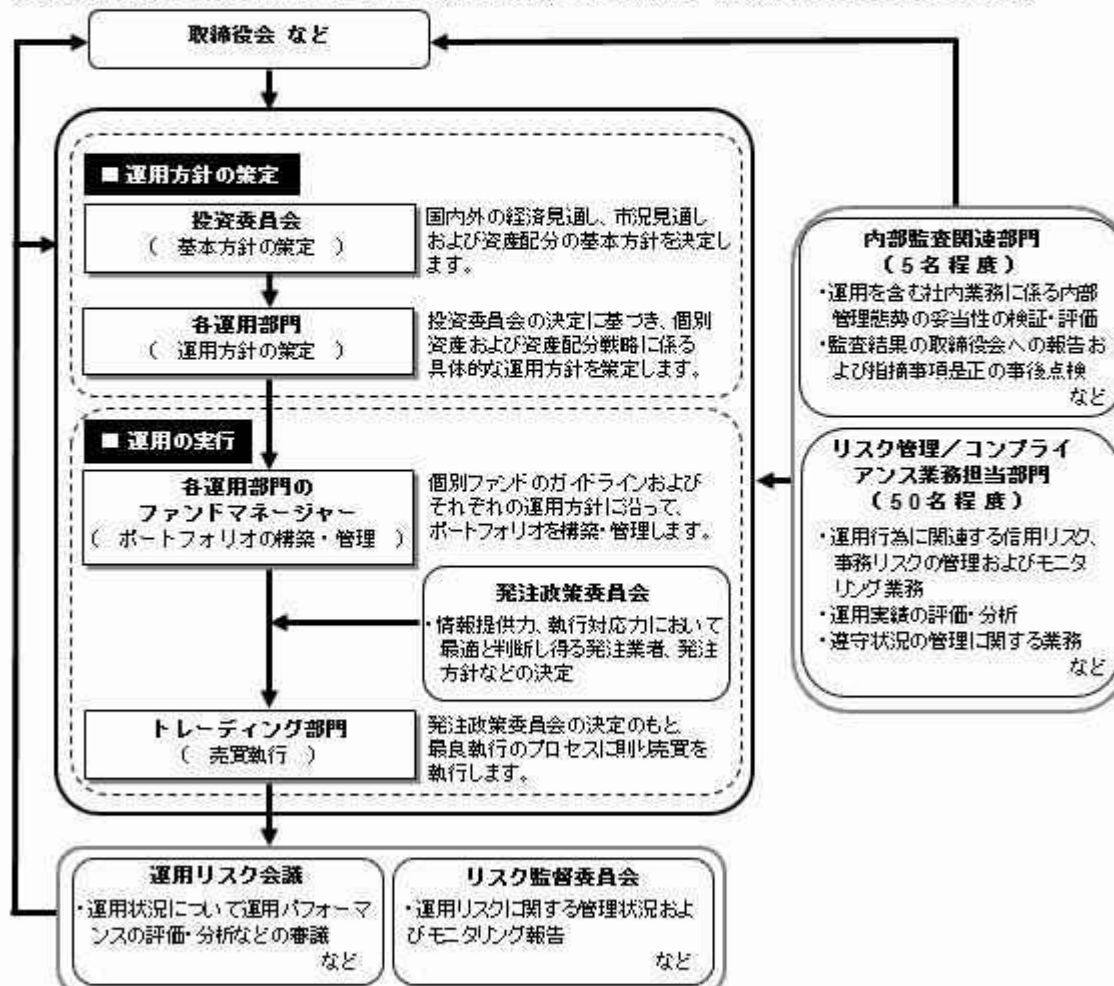 取締役会 など
■ 運用方針の策定
投資委員会
( 基本方針の策定 )
国内外の経済見通し、市況見通し
および資産配分の基本方針を決定し
ます。
各運用部門
( 運用方針の策定 )
投資委員会の決定に基づき、個別
資産および資産配分戦略に係る
具体的な運用方針を策定します。
■ 運用の実行
各運用部門の
ファンドマネージャー
( ポートフォリオの構築・管理 )
個別ファンドのガイドラインおよび
それぞれの運用方針に沿って、
ポートフォリオを構築・管理します。
発注政策委員会
・情報提供力、執行対応力において
最適と判断し得る発注業者、発注
方針などの決定
トレーディング部門
( 売買執行 )
発注政策委員会の決定のもと、
最良執行のプロセスに則り売買を
執行します。
運用リスク会議
・運用状況について運用パフォーマ
ンスの評価・分析などの審議
など
リスク監督委員会
・運用リスクに関する管理状況およ
びモニタリング報告
など
内部監査関連部門
(5名程度)
・運用を含む社内業務に係る内部
管理態勢の妥当性の検証・評価
・監査結果の取締役会への報告お
よび指摘事項是正の事後点検
など
リスク管理/コンプライ
アンス業務担当部門
(50名程度)
・運用行為に関連する信用リスク、
事務リスクの管理およびモニタ
リング業務
・運用実績の評価・分析
・遵守状況の管理に関する業務
など